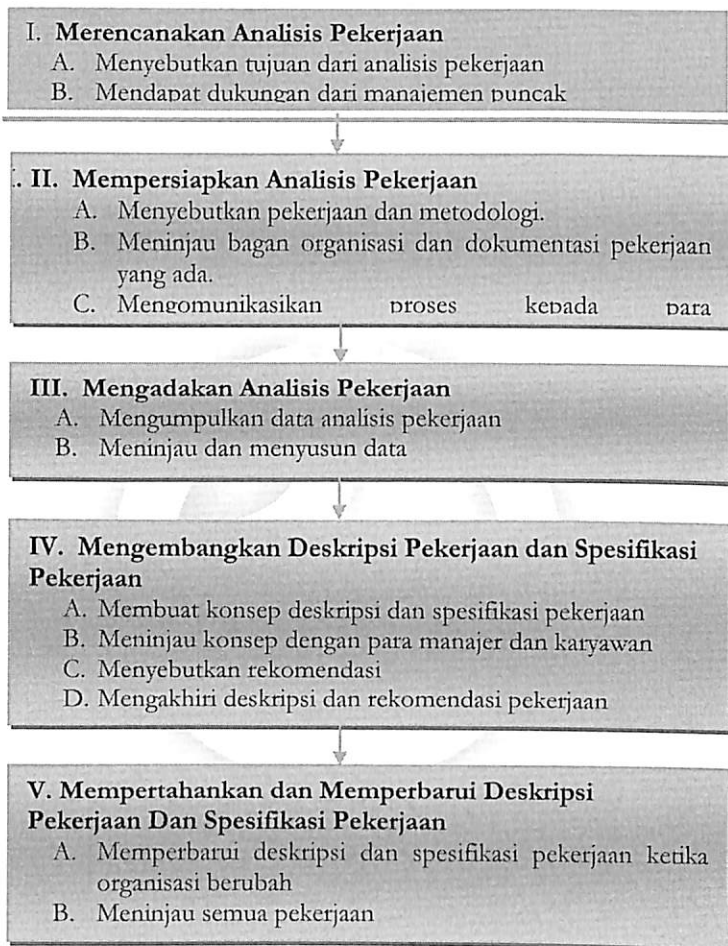 I. Merencanakan Analisis Pekerjaan
A. Menyebutkan tujuan dari analisis pekerjaan
B. Mendapat dukungan dari manajemen puncak
. II. Mempersiapkan Analisis Pekerjaan
A. Menyebutkan pekerjaan dan metodologi.
B. Meninjau bagan organisasi dan dokumentasi pekerjaan
yang ada.
C. Mengomunikasikan proses kepada para
III. Mengadakan Analisis Pekerjaan
A. Mengumpulkan data analisis pekerjaan
B. Meninjau dan menyusun data
IV. Mengembangkan Deskripsi Pekerjaan dan Spesifikasi
Pekerjaan
A. Membuat konsep deskripsi dan spesifikasi pekerjaan
B. Meninjau konsep dengan para manajer dan karyawan
C. Menyebutkan rekomendasi
D. Mengakhiri deskripsi dan rekomendasi pekerjaan
V. Mempertahankan dan Memperbarui Deskripsi
Pekerjaan Dan Spesifikasi Pekerjaan
A. Memperbarui deskripsi dan spesifikasi pekerjaan ketika
organisasi berubah
B. Meninjau semua pekerjaan